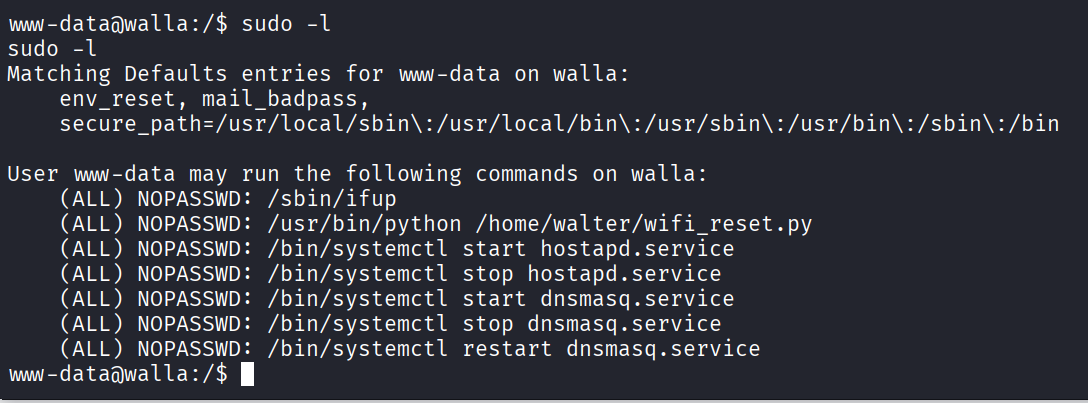 www-data@walla:/$ sudo -l
sudo -l
Matching Defaults entries for www-data on walla:
    env_reset, mail_badpass,
    secure_path=/usr/local/sbin\:/usr/local/bin\:/usr/sbin\:/usr/bin\:/sbin\:/bin

User www-data may run the following commands on walla:
    (ALL) NOPASSWD: /sbin/ifup
    (ALL) NOPASSWD: /usr/bin/python /home/walter/wifi_reset.py
    (ALL) NOPASSWD: /bin/systemctl start hostapd.service
    (ALL) NOPASSWD: /bin/systemctl stop hostapd.service
    (ALL) NOPASSWD: /bin/systemctl start dnsmasq.service
    (ALL) NOPASSWD: /bin/systemctl stop dnsmasq.service
    (ALL) NOPASSWD: /bin/systemctl restart dnsmasq.service
www-data@walla:/$